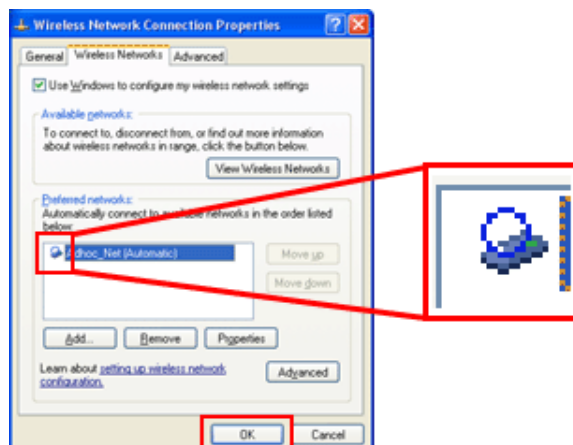 Wireless Network Connection Properties
General Wireless Networks Advanced
Use Windows to configure my wireless network settings
Available networks:
To connect to, disconnect from, or find out more information
about wireless networks in range, click the button below.
View Wireless Networks
Preferred networks:
Automatically connect to available networks in the order listed
below:
Adhoc_Net (Automatic)
Move up
Move down
Add... Remove Properties
Learn about setting up wireless network
configuration.
Advanced
OK Cancel